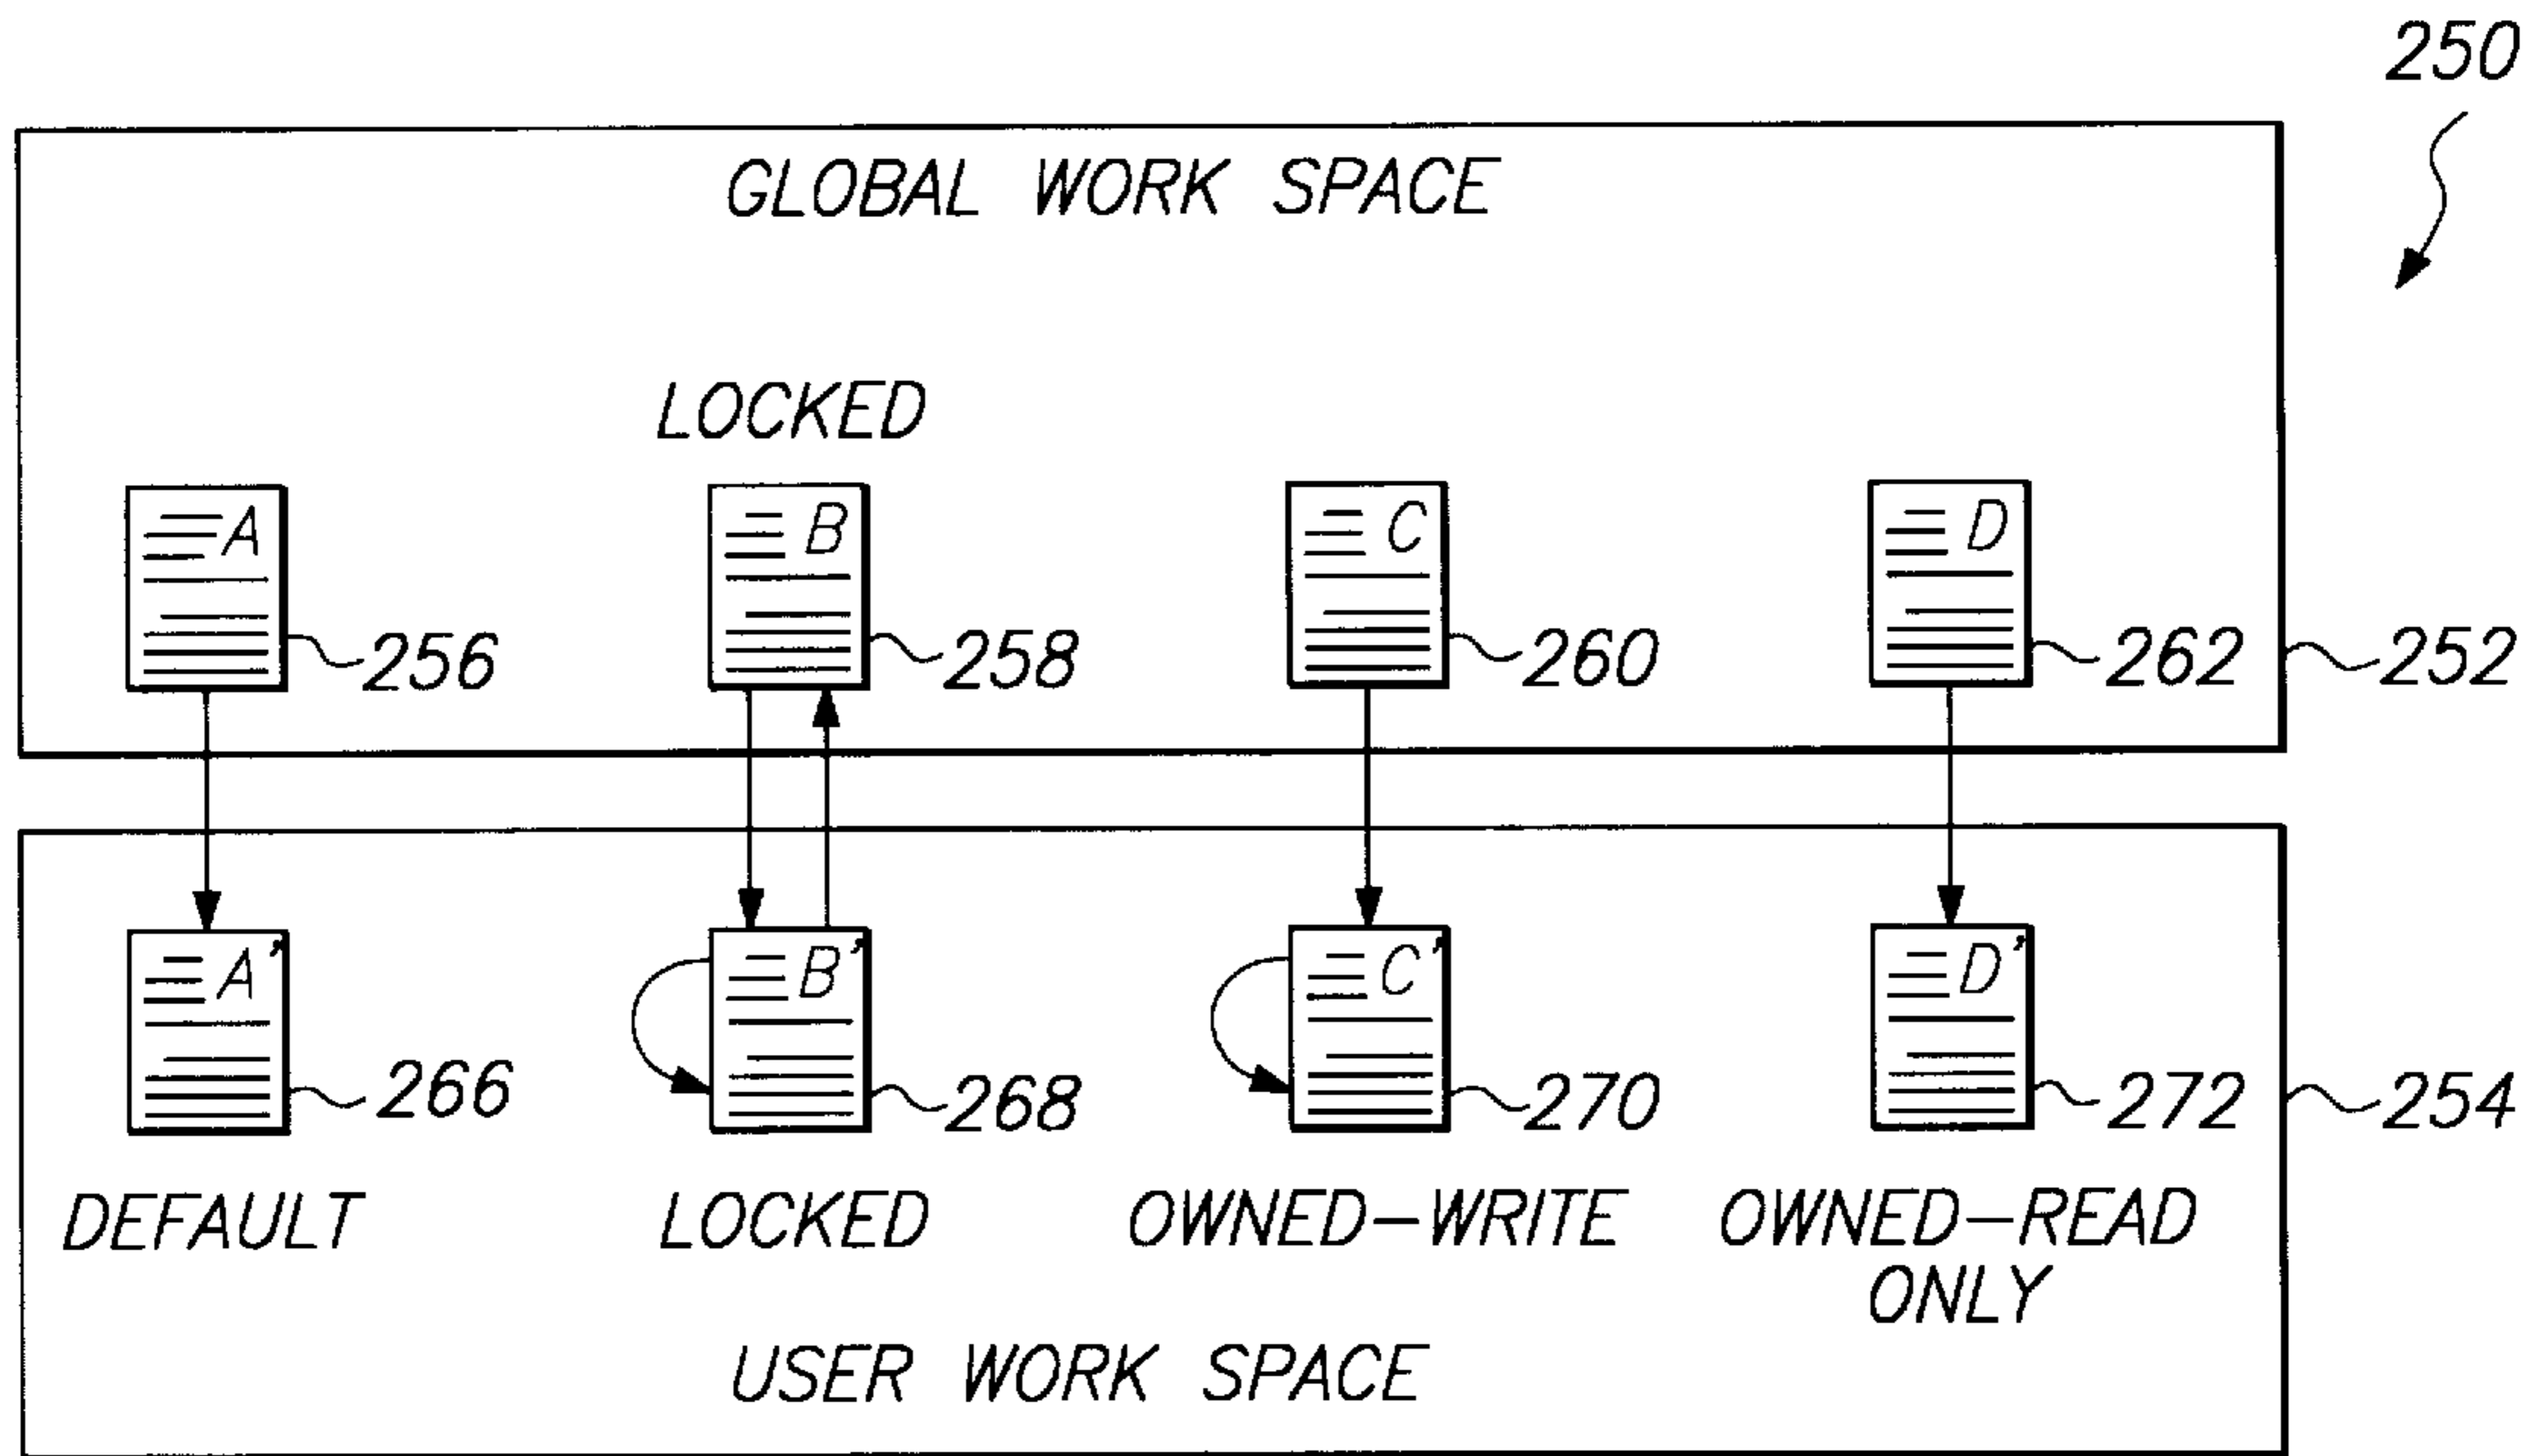 250
GLOBAL WORK SPACE
LOCKED
A B C D
256 258 260 262 252
A' B' C' D'
266 268 270 272 254
DEFAULT LOCKED OWNED-WRITE OWNED-READ
ONLY
USER WORK SPACE